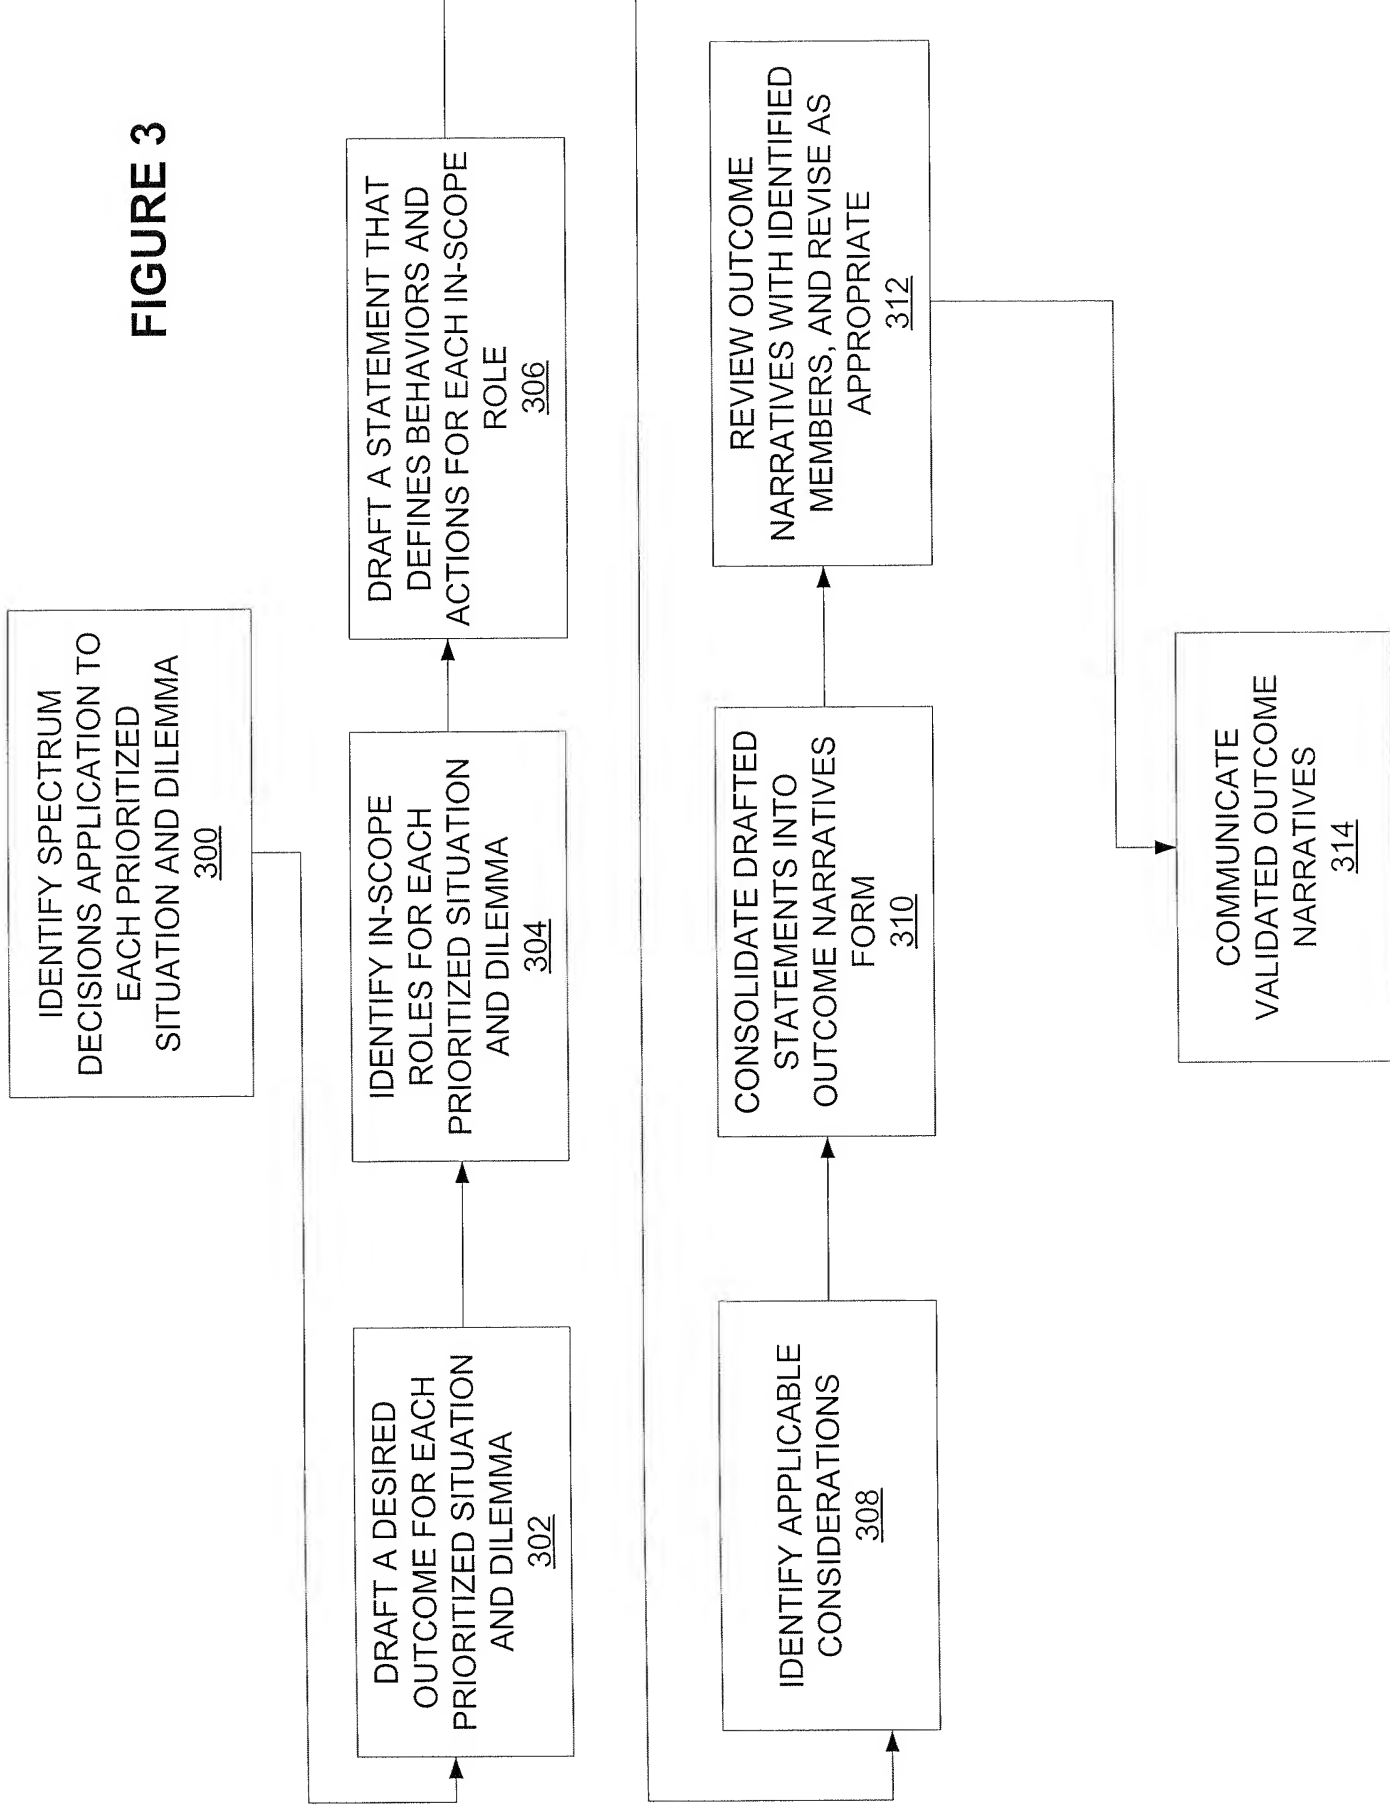 FIGURE 3
IDENTIFY SPECTRUM
DECISIONS APPLICATION TO
EACH PRIORITIZED
SITUATION AND DILEMMA
300
DRAFT A DESIRED
OUTCOME FOR EACH
PRIORITIZED SITUATION
AND DILEMMA
302
IDENTIFY IN-SCOPE
ROLES FOR EACH
PRIORITIZED SITUATION
AND DILEMMA
304
DRAFT A STATEMENT THAT
DEFINES BEHAVIORS AND
ACTIONS FOR EACH IN-SCOPE
ROLE
306
IDENTIFY APPLICABLE
CONSIDERATIONS
308
CONSOLIDATE DRAFTED
STATEMENTS INTO
OUTCOME NARRATIVES
FORM
310
REVIEW OUTCOME
NARRATIVES WITH IDENTIFIED
MEMBERS, AND REVISE AS
APPROPRIATE
312
COMMUNICATE
VALIDATED OUTCOME
NARRATIVES
314